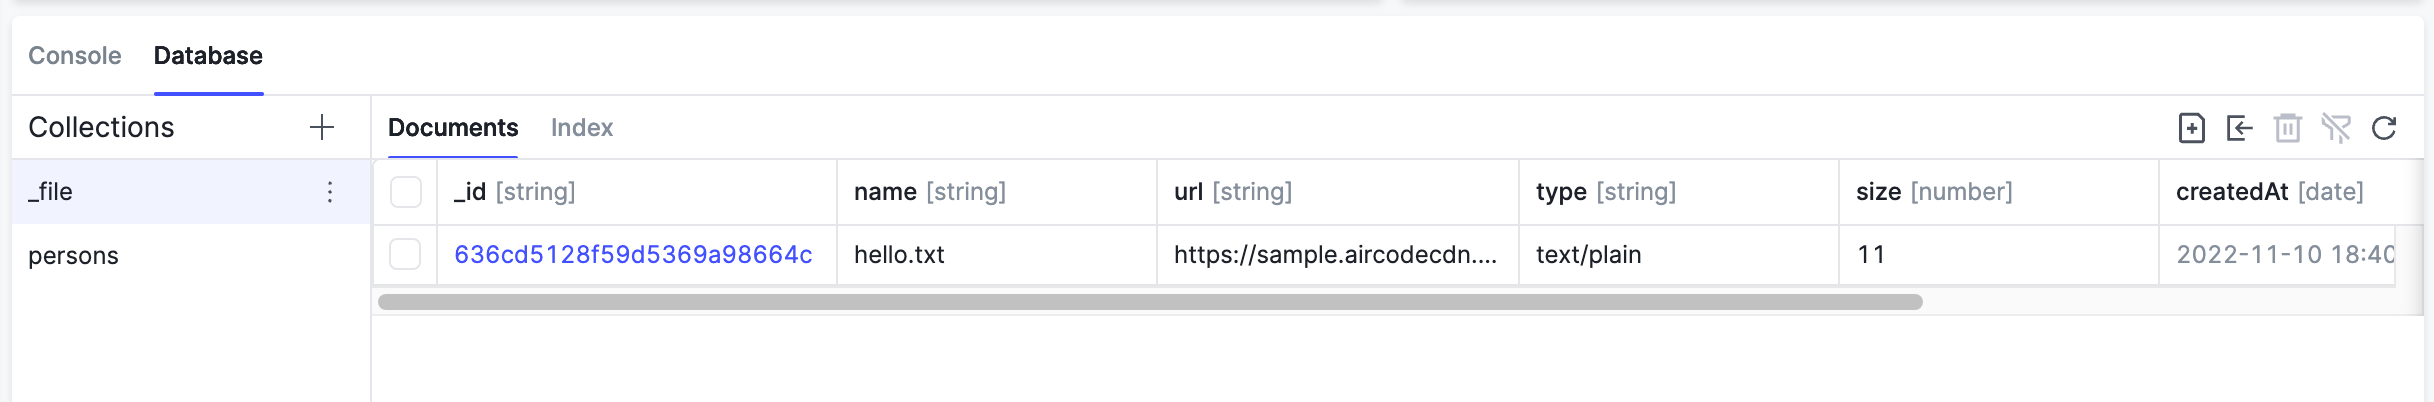 Console Database
Collections
Documents Index
_file
persons
_id [string] name [string] url [string] type [string] size [number] createdAt [date]
636cd5128f59d5369a98664c hello.txt https://sample.aircodecdn.... text/plain 11 2022-11-10 18:40